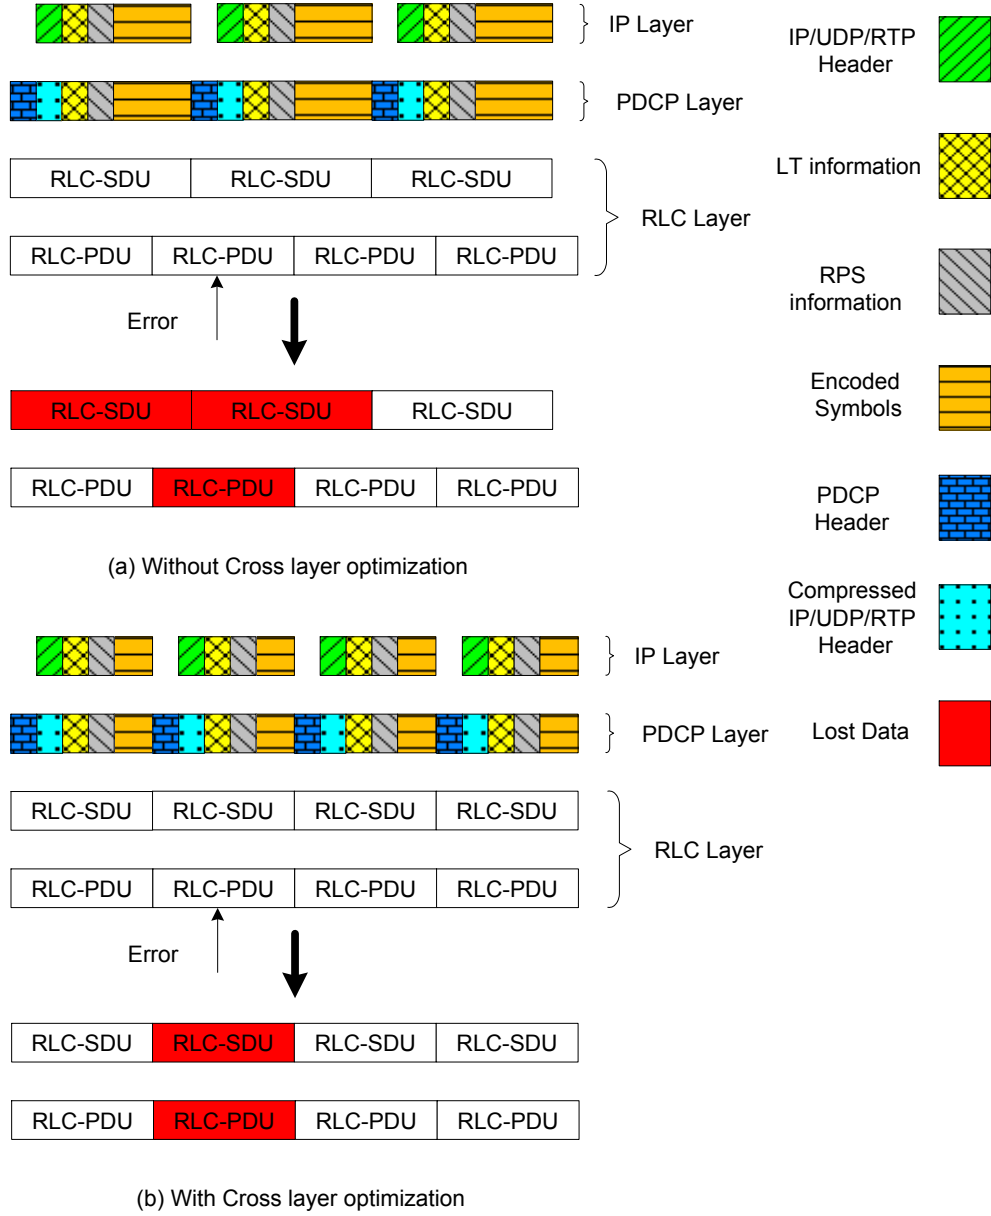 IP Layer
PDCP Layer
RLC-SDU RLC-SDU RLC-SDU
RLC Layer
RLC-PDU RLC-PDU RLC-PDU RLC-PDU
Error
RLC-SDU RLC-SDU RLC-SDU
RLC-PDU RLC-PDU RLC-PDU RLC-PDU
(a) Without Cross layer optimization
IP Layer
PDCP Layer
RLC-SDU RLC-SDU RLC-SDU RLC-SDU
RLC Layer
RLC-PDU RLC-PDU RLC-PDU RLC-PDU
Error
RLC-SDU RLC-SDU RLC-SDU RLC-SDU
RLC-PDU RLC-PDU RLC-PDU RLC-PDU
(b) With Cross layer optimization
IP/UDP/RTP
Header
LT information
RPS
information
Encoded
Symbols
PDCP
Header
Compressed
IP/UDP/RTP
Header
Lost Data